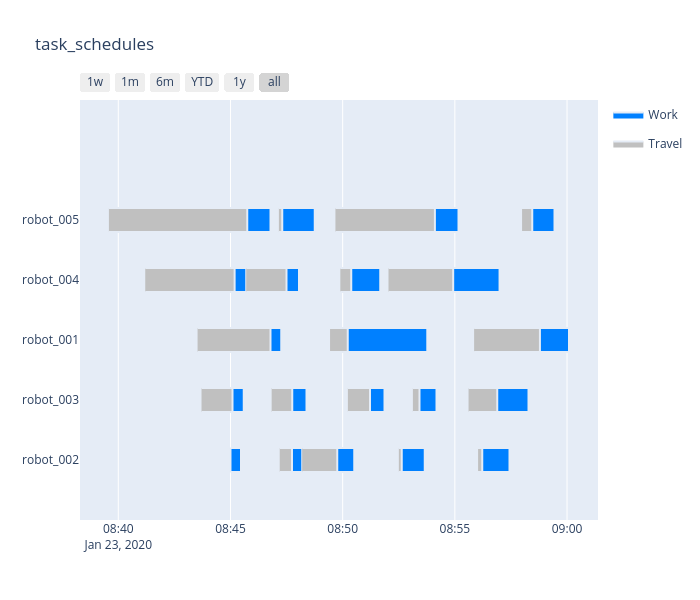 task_schedules
1w 1m 6m YTD 1y all
Work
Travel
robot_005
robot_004
robot_001
robot_003
robot_002
08:40 08:45 08:50 08:55 09:00
Jan 23, 2020